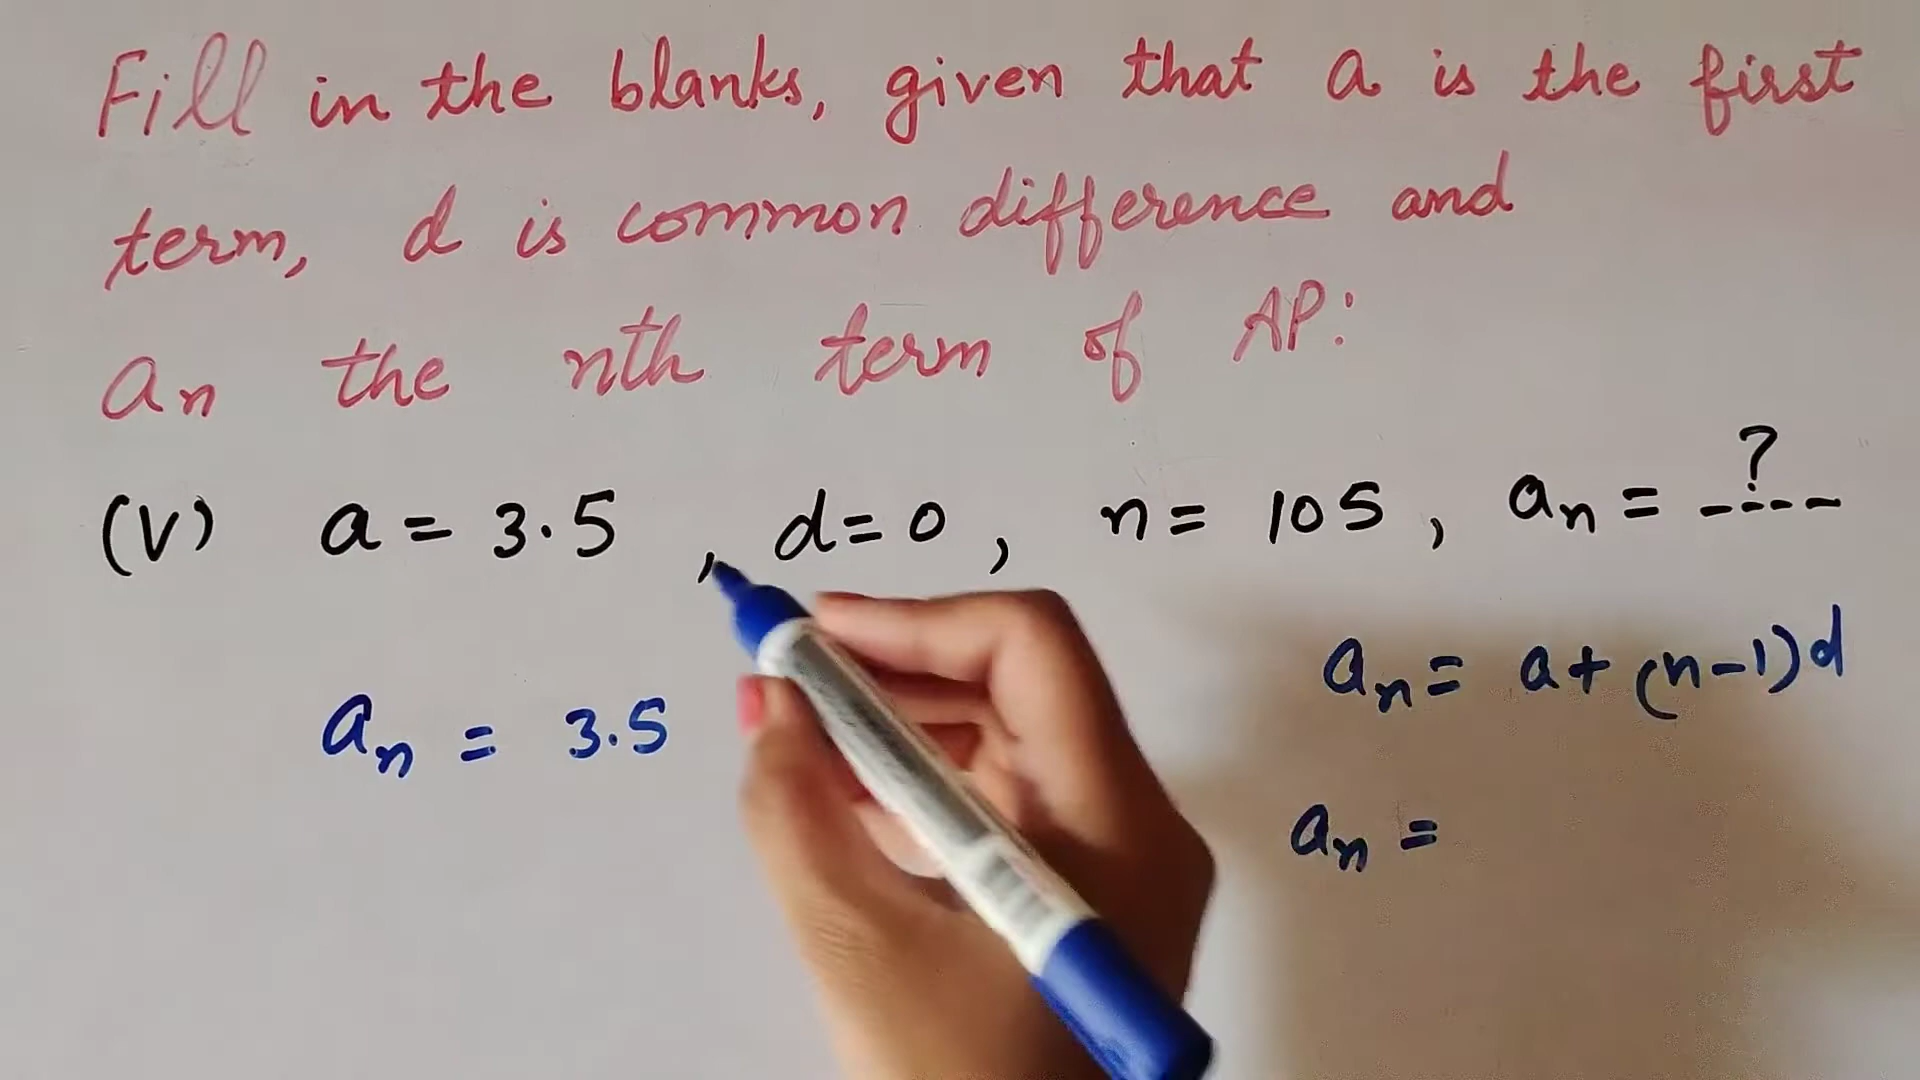 Fill in the blanks, given that a is the first
term, d is common difference and
an the nth term of AP:
(V) a = 3.5 , d=0 , n = 105 , an = ----
?
an = a + (n-1)d
an = 3.5
an =